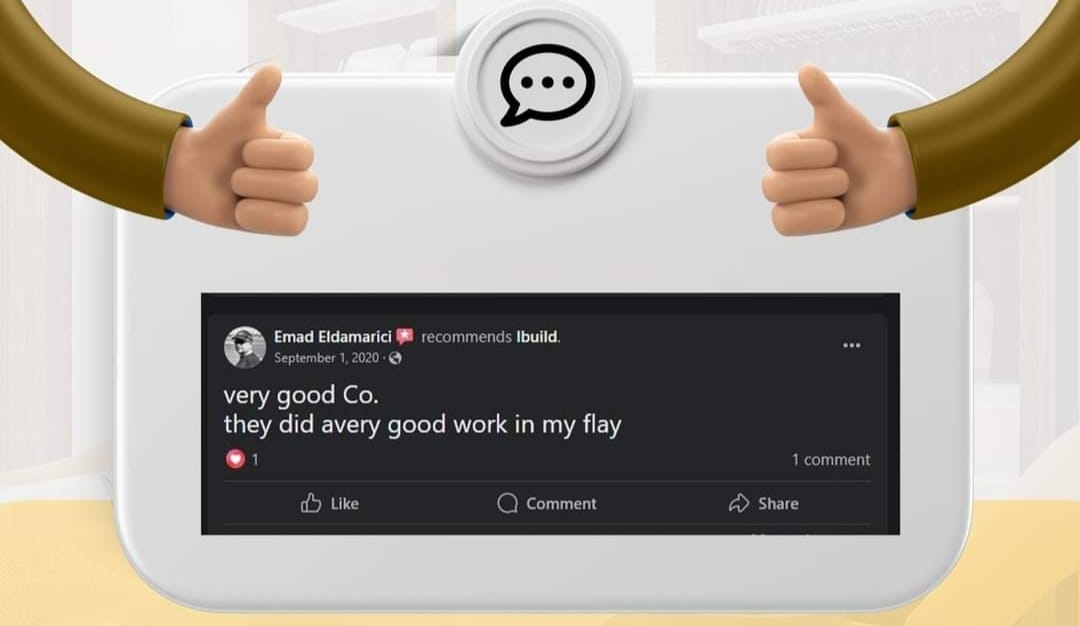 Emad Eldamarici recommends Ibuild.
September 1, 2020 ·
very good Co.
they did avery good work in my flay
1
1 comment
Like
Comment
Share